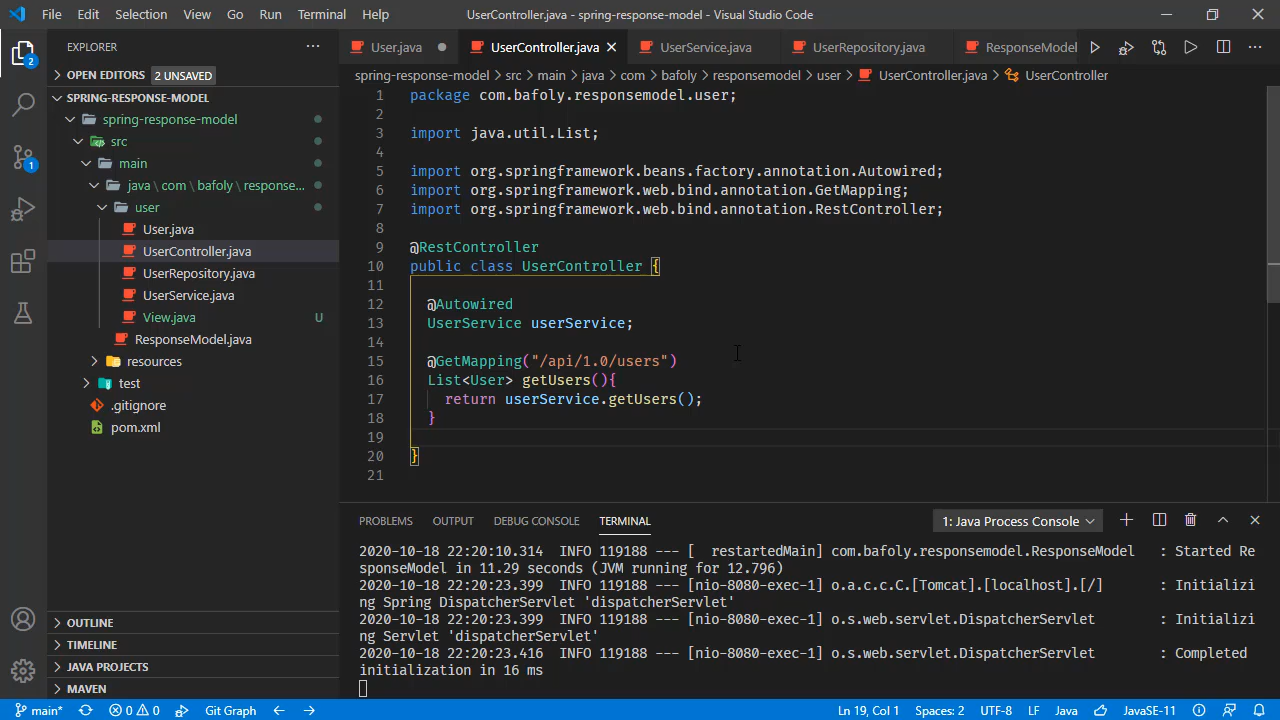 File Edit Selection View Go Run Terminal Help UserController.java - spring-response-model - Visual Studio Code
EXPLORER
2
1
OPEN EDITORS 2 UNSAVED
SPRING-RESPONSE-MODEL
spring-response-model
src
main
java\com\bafoly\response...
user
User.java
UserController.java
UserRepository.java
UserService.java
View.java U
ResponseModel.java
resources
test
.gitignore
pom.xml
OUTLINE
TIMELINE
JAVA PROJECTS
MAVEN
User.java UserController.java UserService.java UserRepository.java ResponseModel
spring-response-model > src > main > java > com > bafoly > responsemodel > user > UserController.java > UserController
1 package com.bafoly.responsemodel.user;
2
3 import java.util.List;
4
5 import org.springframework.beans.factory.annotation.Autowired;
6 import org.springframework.web.bind.annotation.GetMapping;
7 import org.springframework.web.bind.annotation.RestController;
8
9 @RestController
10 public class UserController {
11
12 @Autowired
13 UserService userService;
14
15 @GetMapping("/api/1.0/users")
16 List<User> getUsers(){
17 return userService.getUsers();
18 }
19
20 }
21
PROBLEMS OUTPUT DEBUG CONSOLE TERMINAL 1: Java Process Console
2020-10-18 22:20:10.314 INFO 119188 --- [ restartedMain] com.bafoly.responsemodel.ResponseModel : Started Re
sponseModel in 11.29 seconds (JVM running for 12.796)
2020-10-18 22:20:23.399 INFO 119188 --- [nio-8080-exec-1] o.a.c.c.C.[Tomcat].[localhost].[/] : Initializi
ng Spring DispatcherServlet 'dispatcherServlet'
2020-10-18 22:20:23.399 INFO 119188 --- [nio-8080-exec-1] o.s.web.servlet.DispatcherServlet : Initializi
ng Servlet 'dispatcherServlet'
2020-10-18 22:20:23.416 INFO 119188 --- [nio-8080-exec-1] o.s.web.servlet.DispatcherServlet : Completed
initialization in 16 ms
main* 0 0 Git Graph Ln 19, Col 1 Spaces: 2 UTF-8 LF Java JavaSE-11